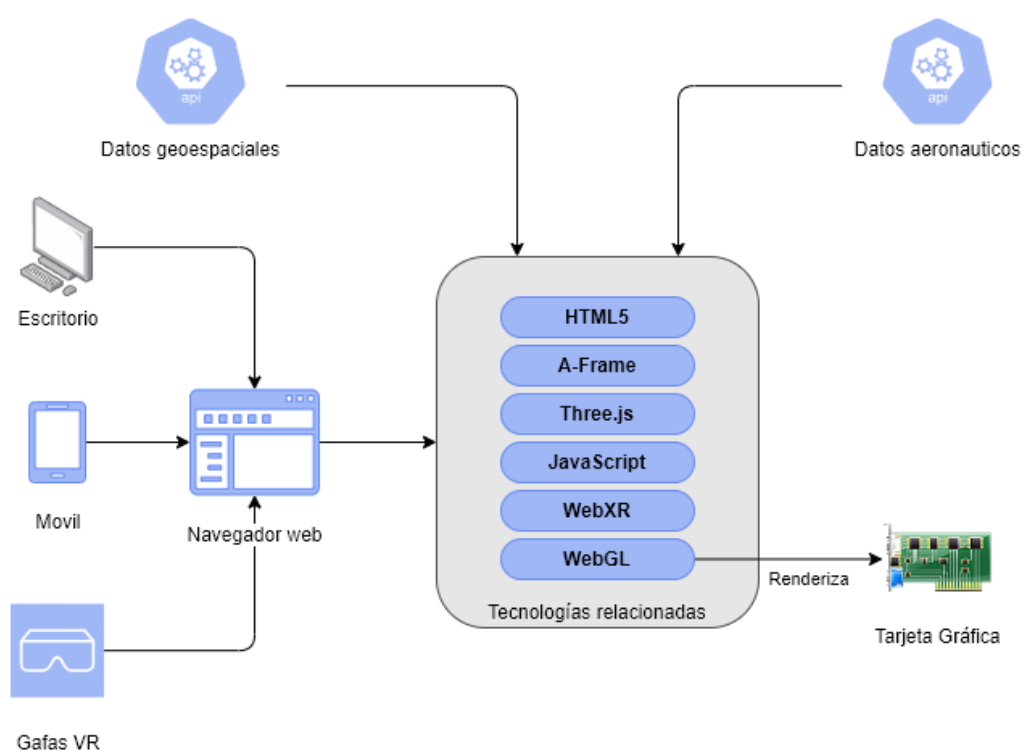 api
Datos geoespaciales
api
Datos aeronauticos
Escritorio
Movil
Navegador web
Gafas VR
HTML5
A-Frame
Three.js
JavaScript
WebXR
WebGL
Tecnologías relacionadas
Renderiza
Tarjeta Gráfica